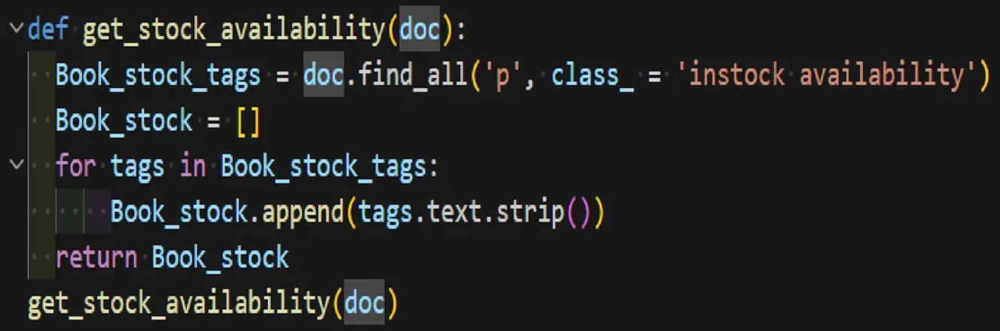 def get_stock_availability(doc):
  Book_stock_tags = doc.find_all('p', class_ = 'instock availability')
  Book_stock = []
  for tags in Book_stock_tags:
      Book_stock.append(tags.text.strip())
  return Book_stock
get_stock_availability(doc)